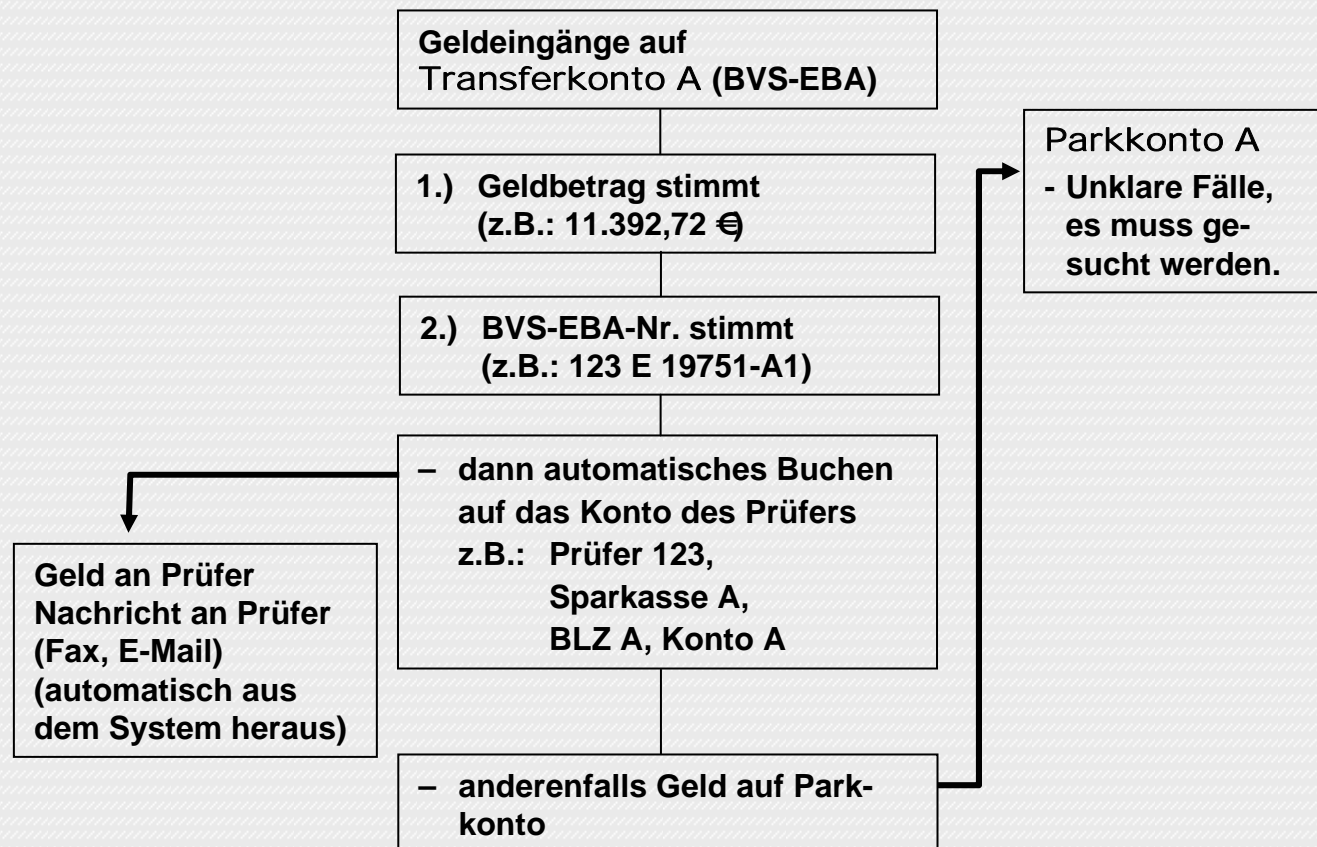 Geldeingänge auf
Transferkonto A (BVS-EBA)
1.) Geldbetrag stimmt
(z.B.: 11.392,72 €)
2.) BVS-EBA-Nr. stimmt
(z.B.: 123 E 19751-A1)
– dann automatisches Buchen
auf das Konto des Prüfers
z.B.: Prüfer 123,
Sparkasse A,
BLZ A, Konto A
Geld an Prüfer
Nachricht an Prüfer
(Fax, E-Mail)
(automatisch aus
dem System heraus)
– anderenfalls Geld auf Park-
konto
Parkkonto A
- Unklare Fälle,
es muss ge-
sucht werden.